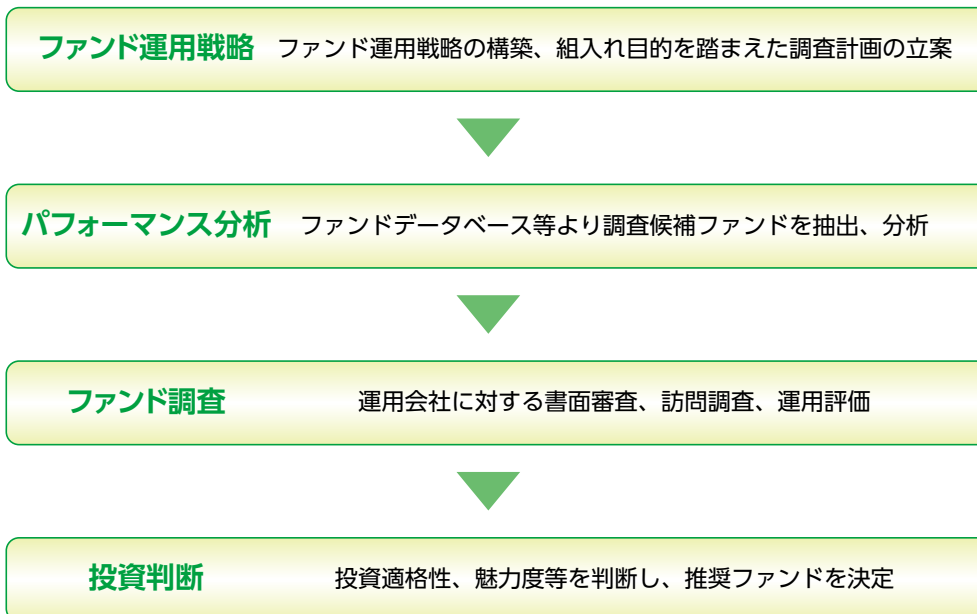 ファンド運用戦略 ファンド運用戦略の構築、組入れ目的を踏まえた調査計画の立案
パフォーマンス分析 ファンドデータベース等より調査候補ファンドを抽出、分析
ファンド調査 運用会社に対する書面審査、訪問調査、運用評価
投資判断 投資適格性、魅力度等を判断し、推奨ファンドを決定